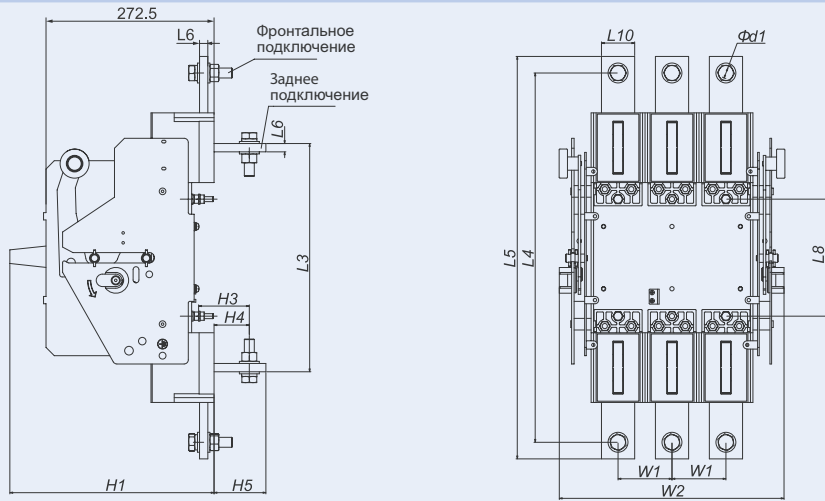 272.5
L6
Фронтальное
подключение
Заднее
подключение
L6
L3
H3
H4
H1
H5
L10
Φd1
L5
L4
L8
W1
W1
W2